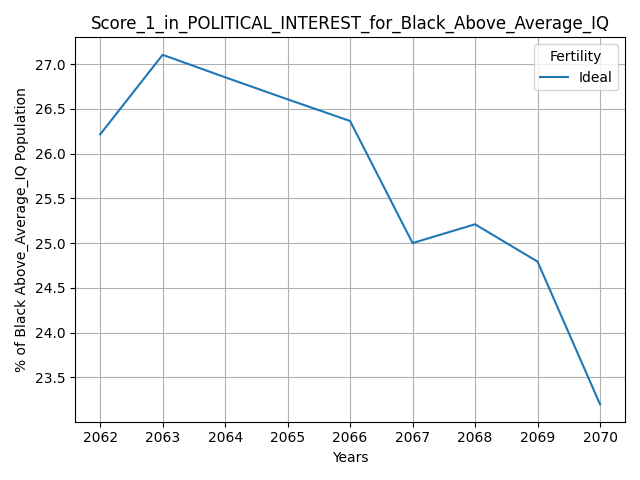 Score_1_in_POLITICAL_INTEREST_for_Black_Above_Average_IQ
Fertility
Ideal
% of Black Above_Average_IQ Population
27.0
26.5
26.0
25.5
25.0
24.5
24.0
23.5
2062 2063 2064 2065 2066 2067 2068 2069 2070
Years